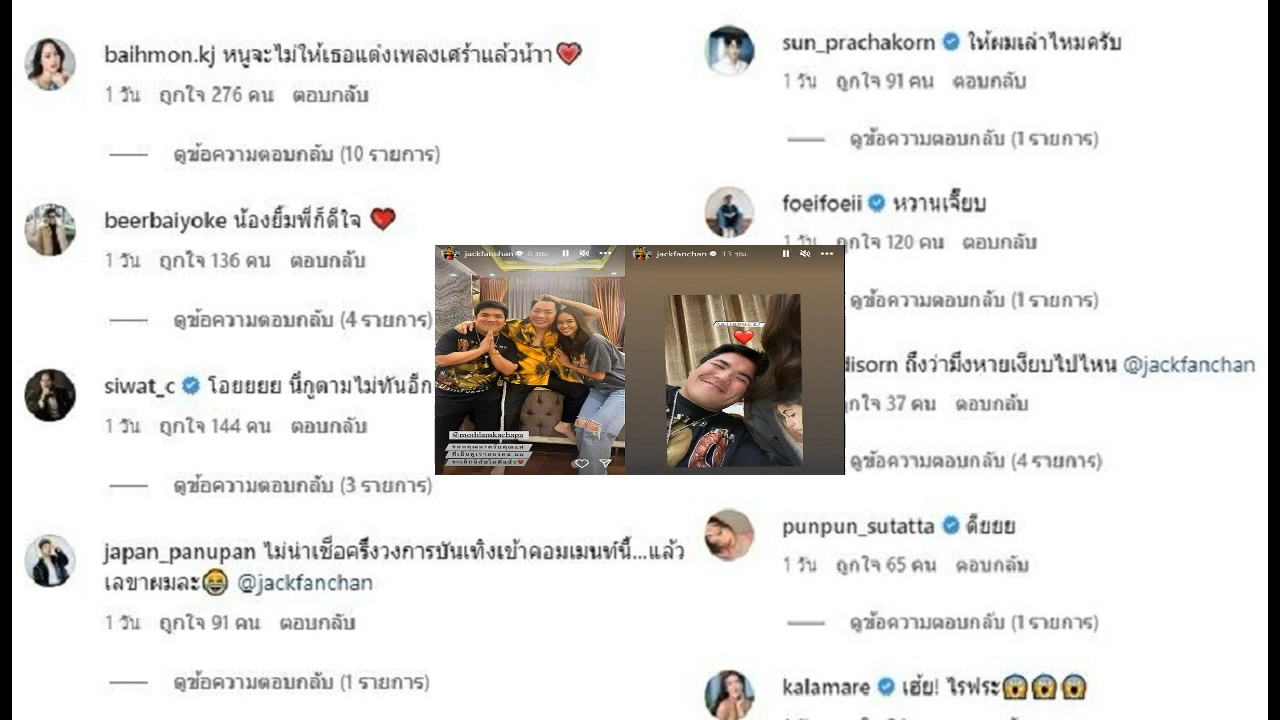 baihmon.kj หนูจะไม่ให้เธอแต่งเพลงเศร้าแล้วน้าา❤️
1 วัน ถูกใจ 276 คน ตอบกลับ
ดูข้อความตอบกลับ (10 รายการ)
beerbaiyoke น้องยิ้มพี่ก็ดีใจ ❤️
1 วัน ถูกใจ 136 คน ตอบกลับ
ดูข้อความตอบกลับ (4 รายการ)
siwat_c โอยยยย นี่กูตามไม่ทันอีก
1 วัน ถูกใจ 144 คน ตอบกลับ
ดูข้อความตอบกลับ (3 รายการ)
japan_panupan ไม่น่าเชื่อครึ่งวงการบันเทิงเข้าคอมเมนท์นี้...แล้ว
เลขาผมละ😂 @jackfanchan
1 วัน ถูกใจ 91 คน ตอบกลับ
ดูข้อความตอบกลับ (1 รายการ)
jackfanchan 8 ชม.
@moddamkachapa
jackfanchan 13 ชม.
sun_prachakorn ให้ผมเล่าไหมครับ
1 วัน ถูกใจ 91 คน ตอบกลับ
ดูข้อความตอบกลับ (1 รายการ)
foeifoeii หวานเจี๊ยบ
1 วัน ถูกใจ 120 คน ตอบกลับ
ดูข้อความตอบกลับ (1 รายการ)
disorn ถึงว่ามึงหายเงียบไปไหน @jackfanchan
ถูกใจ 37 คน ตอบกลับ
ดูข้อความตอบกลับ (4 รายการ)
punpun_sutatta ดียยย
1 วัน ถูกใจ 65 คน ตอบกลับ
ดูข้อความตอบกลับ (1 รายการ)
kalamare เฮ้ย! ไรฟระ😱😱😱